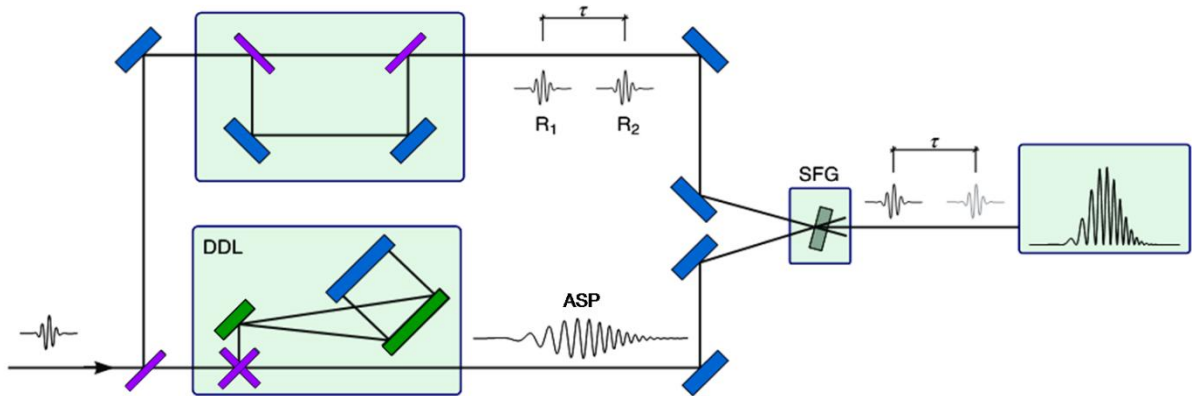 τ
R₁ R₂
SFG
τ
DDL
ASP